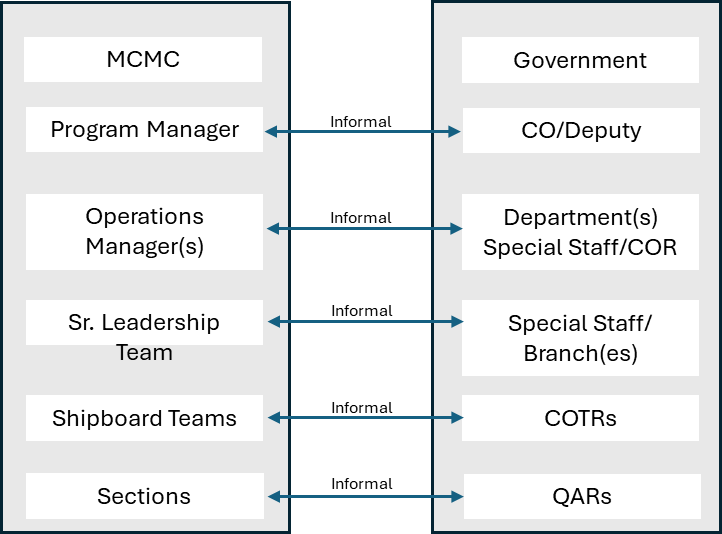 MCMC
Government
Program Manager
Informal
CO/Deputy
Operations
Manager(s)
Informal
Department(s)
Special Staff/COR
Sr. Leadership
Team
Informal
Special Staff/
Branch(es)
Shipboard Teams
Informal
COTRs
Sections
Informal
QARs